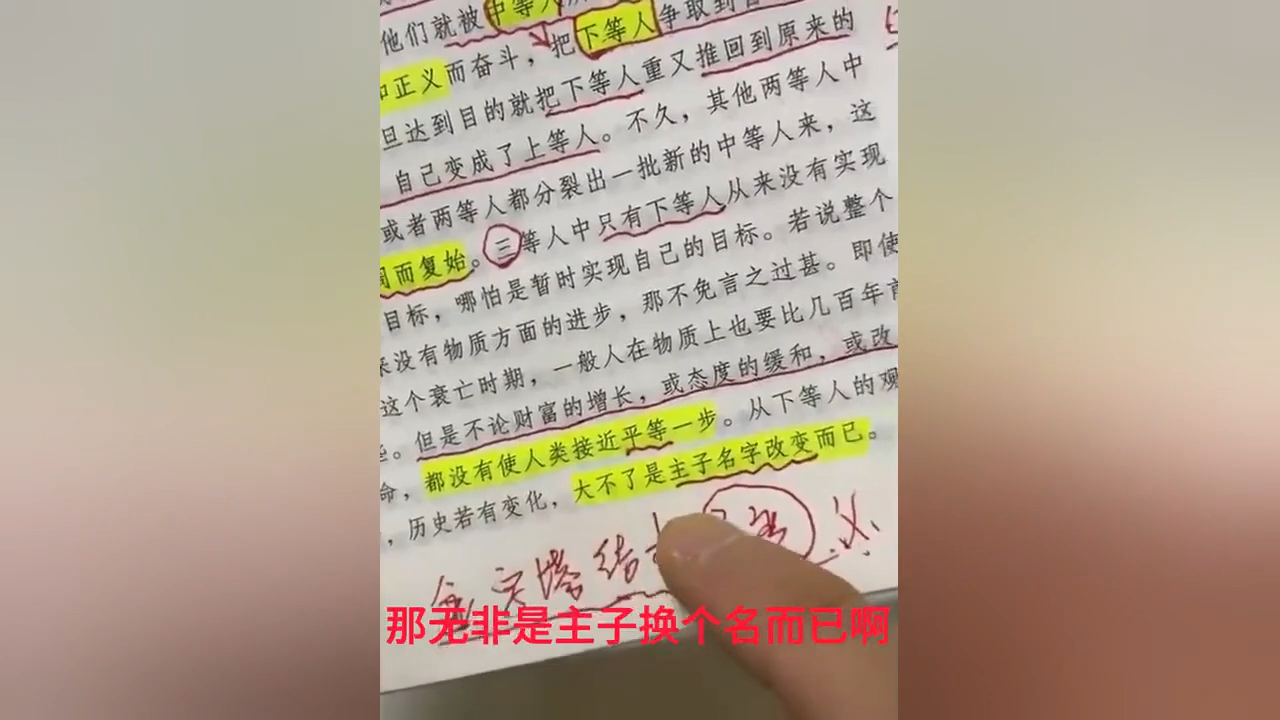 他们就被中等人
和正义而奋斗，把下等人争取到自
旦达到目的就把下等人重又推回到原来的
自己变成了上等人。不久，其他两等人中
或者两等人都分裂出一批新的中等人来，这
周而复始。三等人中只有下等人从来没有实现
目标，哪怕是暂时实现自己的目标。若说整个
来没有物质方面的进步，那不免言之过甚。即使
这个衰亡时期，一般人在物质上也要比几百年前
。但是不论财富的增长，或态度的缓和，或改
命，都没有使人类接近平等一步。从下等人的观
，历史若有变化，大不了是主子名字改变而已。
金字塔结
那无非是主子换个名而已啊